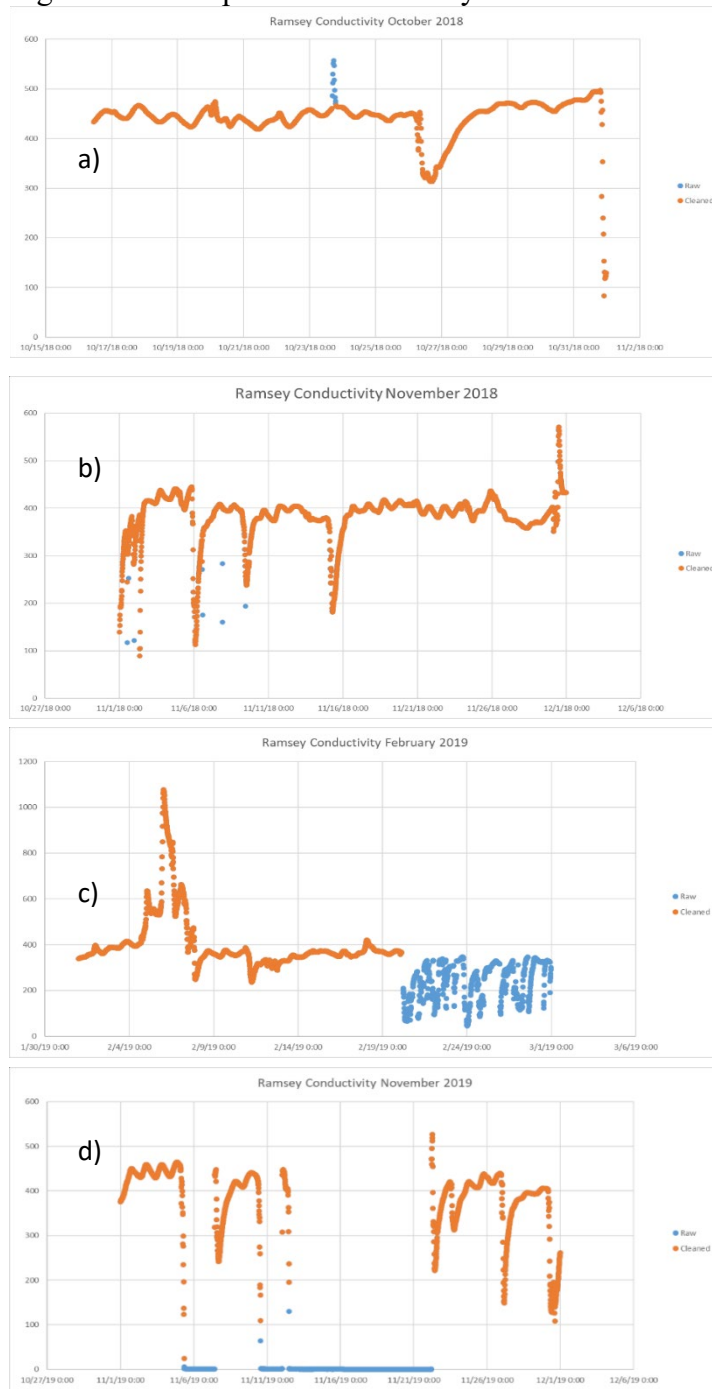 Ramsey Conductivity October 2018
600
500
400
300
200
100
0
a)
Raw
Cleaned
10/15/18 0:00 10/17/18 0:00 10/19/18 0:00 10/21/18 0:00 10/23/18 0:00 10/25/18 0:00 10/27/18 0:00 10/29/18 0:00 10/31/18 0:00 11/2/18 0:00
Ramsey Conductivity November 2018
600
500
400
300
200
100
0
b)
Raw
Cleaned
10/27/18 0:00 11/1/18 0:00 11/6/18 0:00 11/11/18 0:00 11/16/18 0:00 11/21/18 0:00 11/26/18 0:00 12/1/18 0:00 12/6/18 0:00
Ramsey Conductivity February 2019
1200
1000
800
600
400
200
0
c)
Raw
Cleaned
1/30/19 0:00 2/4/19 0:00 2/9/19 0:00 2/14/19 0:00 2/19/19 0:00 2/24/19 0:00 3/1/19 0:00 3/6/19 0:00
Ramsey Conductivity November 2019
600
500
400
300
200
100
0
d)
Raw
Cleaned
10/27/19 0:00 11/1/19 0:00 11/6/19 0:00 11/11/19 0:00 11/16/19 0:00 11/21/19 0:00 11/26/19 0:00 12/1/19 0:00 12/6/19 0:00